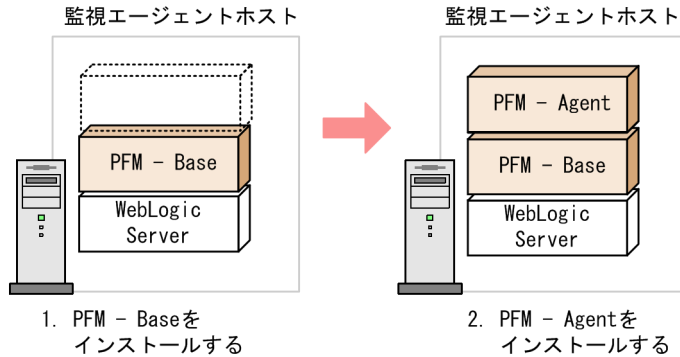 監視エージェントホスト
PFM － Base
WebLogic
Server
1. PFM － Baseを
インストールする
監視エージェントホスト
PFM － Agent
PFM － Base
WebLogic
Server
2. PFM － Agentを
インストールする